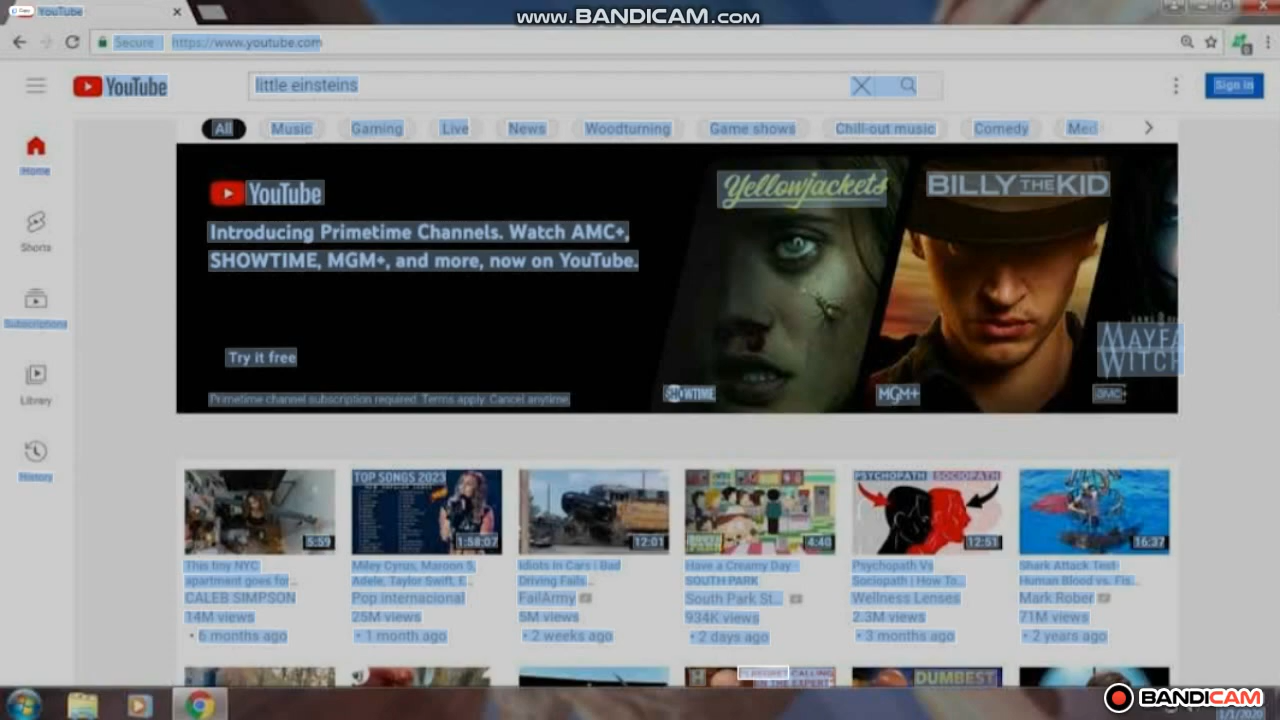 YouTube
www.BANDICAM.com
Secure
https://www.youtube.com
YouTube
little einsteins
Sign in
All
Music
Gaming
Live
News
Woodturning
Game shows
Chill-out music
Comedy
Med
Home
Shorts
Subscriptions
Library
History
YouTube
Introducing Primetime Channels. Watch AMC+,
SHOWTIME, MGM+, and more, now on YouTube.
Try it free
Primetime channel subscription required. Terms apply. Cancel anytime.
Yellowjackets
BILLY THE KID
MAYFA
WITCH
SHOWTIME
MGM+
AMC+
5:59
TOP SONGS 2023
1:58:07
12:01
4:40
PSYCHOPATH SOCIOPATH
12:51
16:37
This tiny NYC
apartment goes for...
CALEB SIMPSON
14M views
• 6 months ago
Miley Cyrus, Maroon 5,
Adele, Taylor Swift, E...
Pop internacional
25M views
• 1 month ago
Idiots In Cars | Bad
Driving Fails...
FailArmy
5M views
• 2 weeks ago
Have a Creamy Day -
SOUTH PARK
South Park St...
934K views
• 2 days ago
Psychopath Vs
Sociopath | How To...
Wellness Lenses
2.3M views
• 3 months ago
Shark Attack Test-
Human Blood vs. Fis...
Mark Rober
71M views
• 2 years ago
CALLING
DUMBEST
BANDICAM
1/1/2020